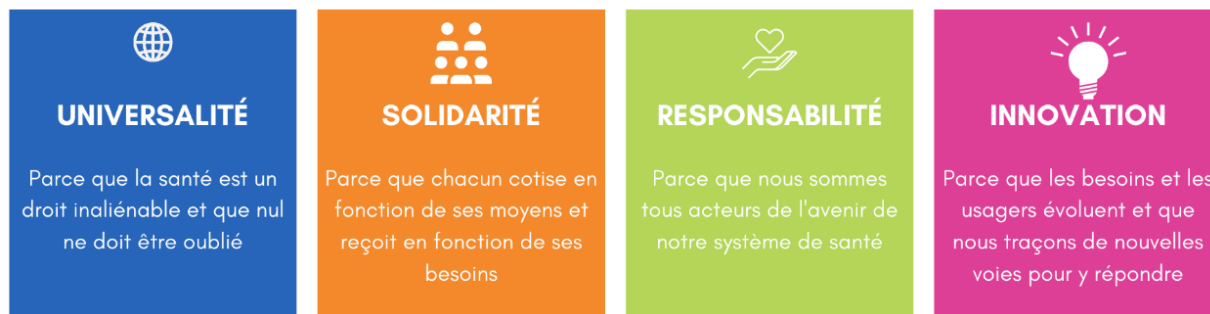 UNIVERSALITÉ
Parce que la santé est un
droit inaliénable et que nul
ne doit être oublié
SOLIDARITÉ
Parce que chacun cotise en
fonction de ses moyens et
reçoit en fonction de ses
besoins
RESPONSABILITÉ
Parce que nous sommes
tous acteurs de l'avenir de
notre système de santé
INNOVATION
Parce que les besoins et les
usagers évoluent et que
nous traçons de nouvelles
voies pour y répondre